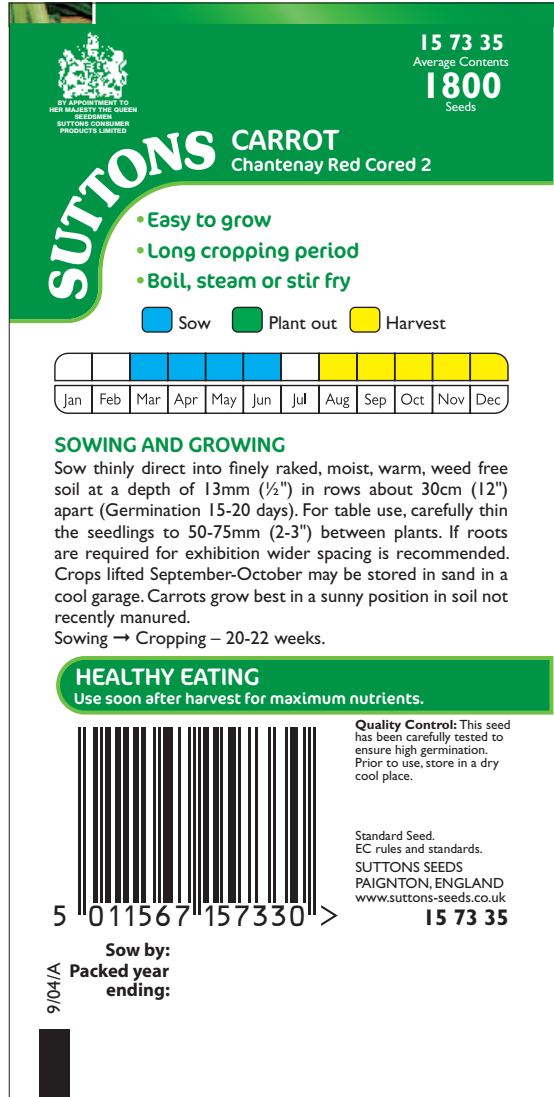 15 73 35
Average Contents
1800
Seeds
BY APPOINTMENT TO
HER MAJESTY THE QUEEN
SEEDSMEN
SUTTONS CONSUMER
PRODUCTS LIMITED
SUTTONS
CARROT
Chantenay Red Cored 2
•Easy to grow
•Long cropping period
•Boil, steam or stir fry
Sow Plant out Harvest
Jan Feb Mar Apr May Jun Jul Aug Sep Oct Nov Dec
SOWING AND GROWING
Sow thinly direct into finely raked, moist, warm, weed free
soil at a depth of 13mm (½") in rows about 30cm (12")
apart (Germination 15-20 days). For table use, carefully thin
the seedlings to 50-75mm (2-3") between plants. If roots
are required for exhibition wider spacing is recommended.
Crops lifted September-October may be stored in sand in a
cool garage. Carrots grow best in a sunny position in soil not
recently manured.
Sowing → Cropping – 20-22 weeks.
HEALTHY EATING
Use soon after harvest for maximum nutrients.
Quality Control: This seed
has been carefully tested to
ensure high germination.
Prior to use, store in a dry
cool place.
Standard Seed.
EC rules and standards.
SUTTONS SEEDS
PAIGNTON, ENGLAND
www.suttons-seeds.co.uk
15 73 35
5 011567 157330 >
Sow by:
Packed year
ending:
9/04/A